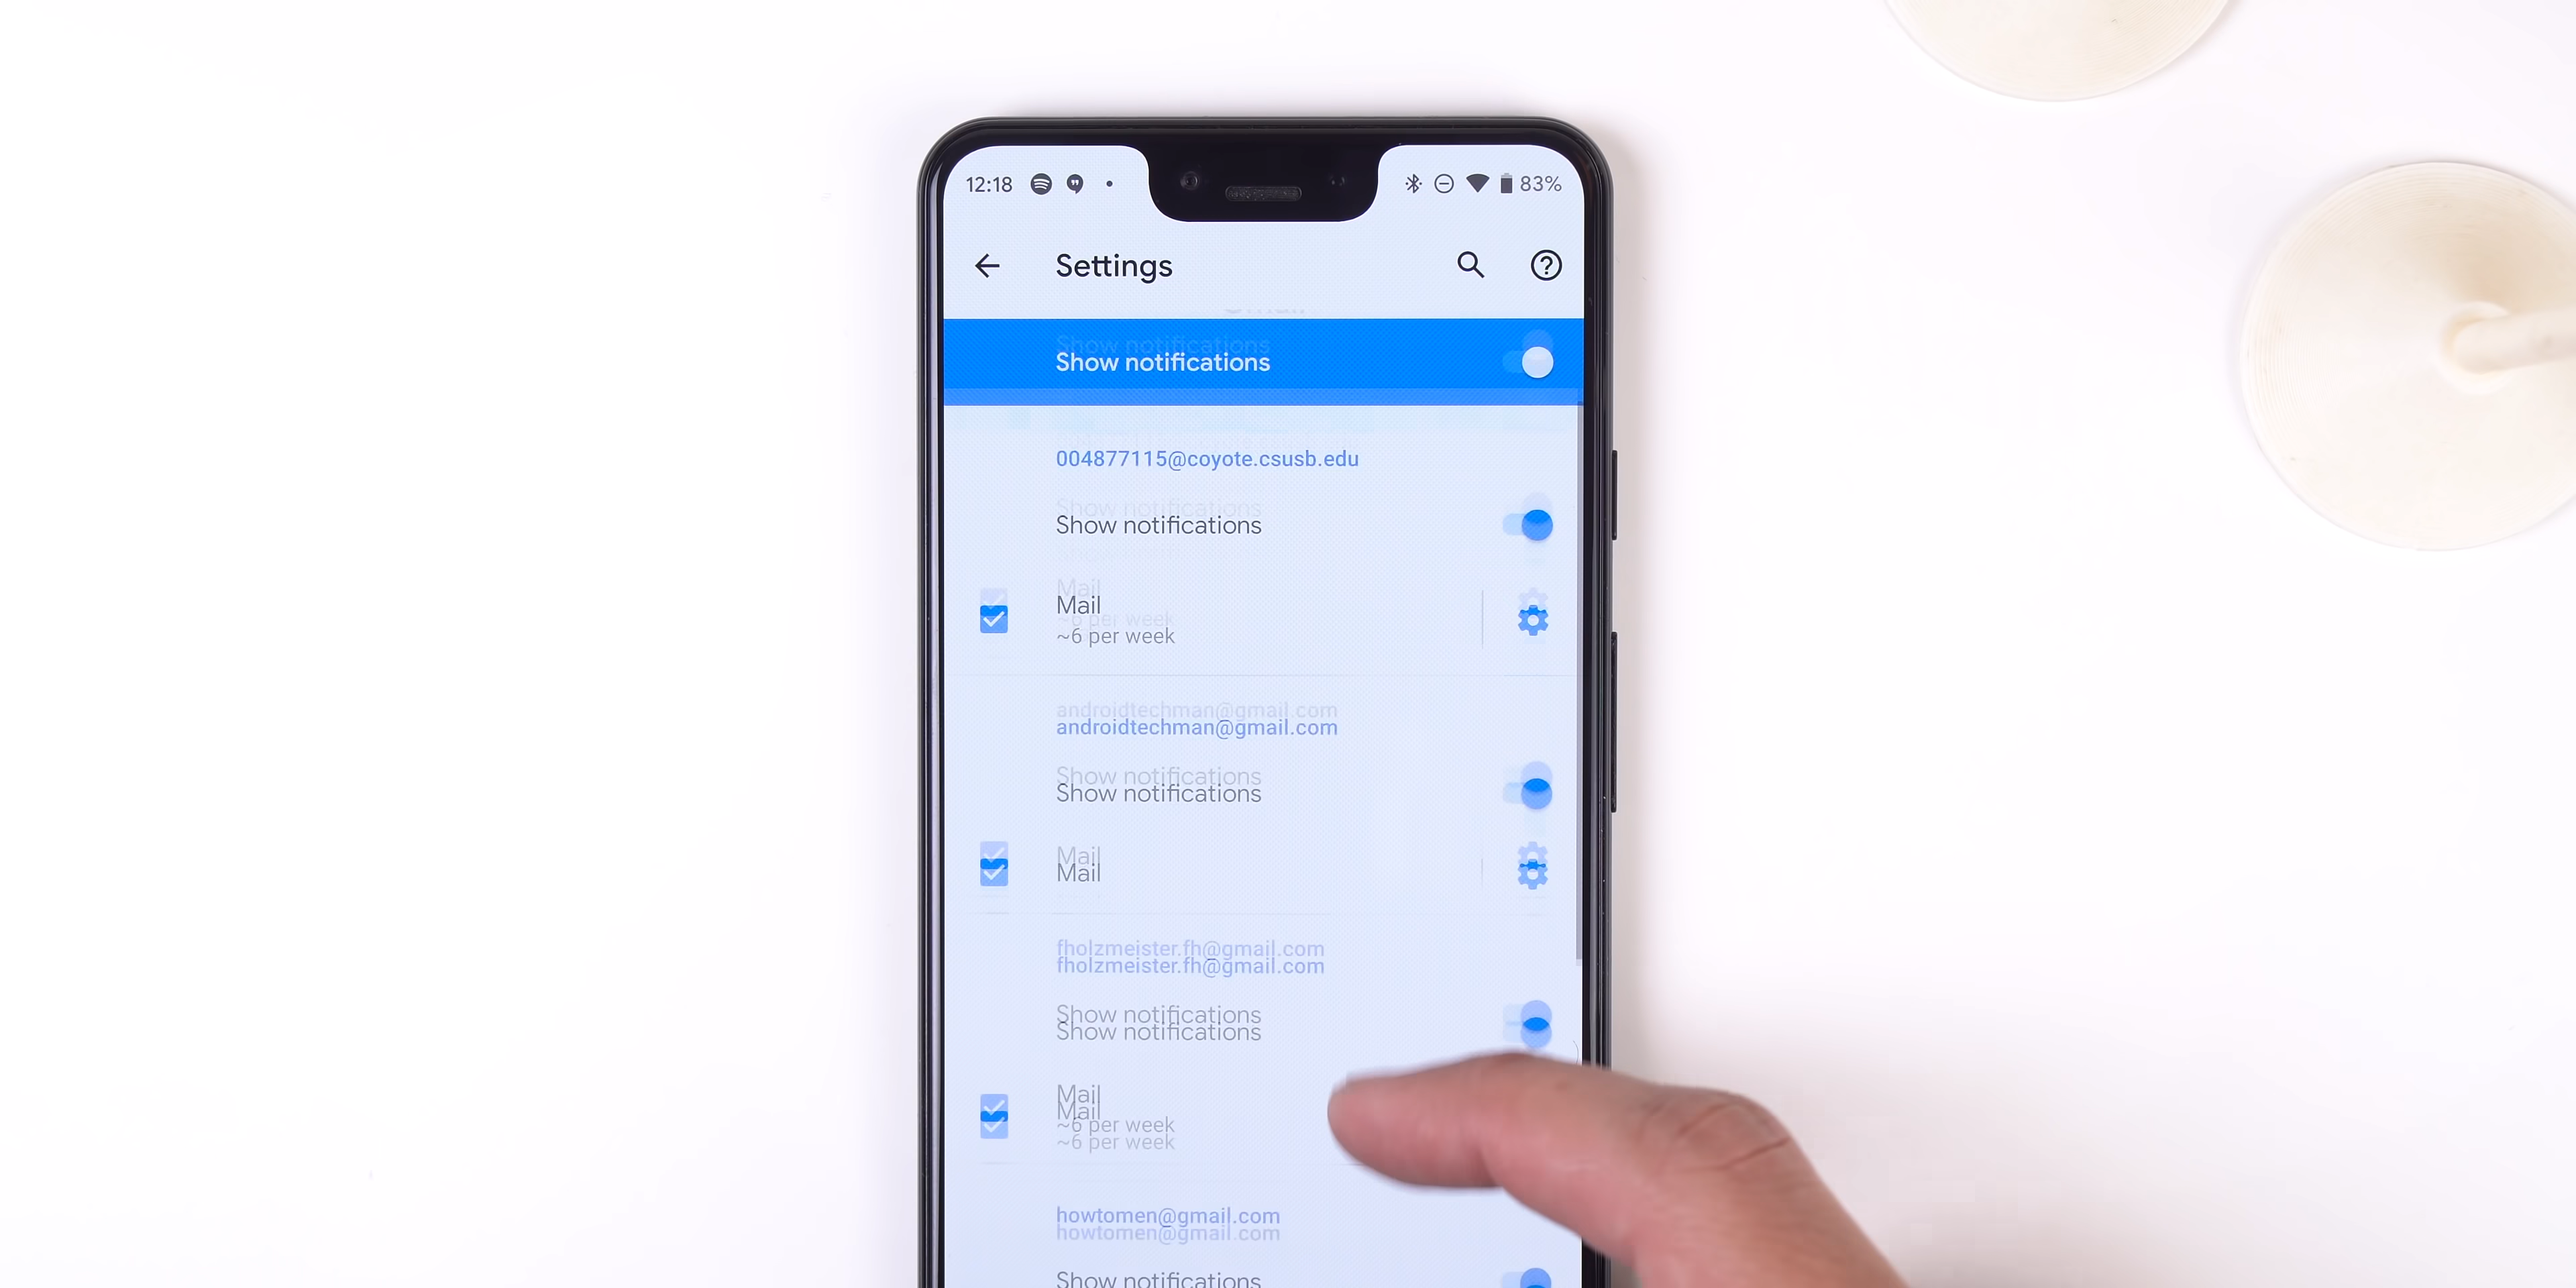 12:18
83%
Settings
Show notifications
004877115@coyote.csusb.edu
Show notifications
Mail
~6 per week
androidtechman@gmail.com
Show notifications
Mail
fholzmeister.fh@gmail.com
Show notifications
Mail
~6 per week
howtomen@gmail.com
Show notifications